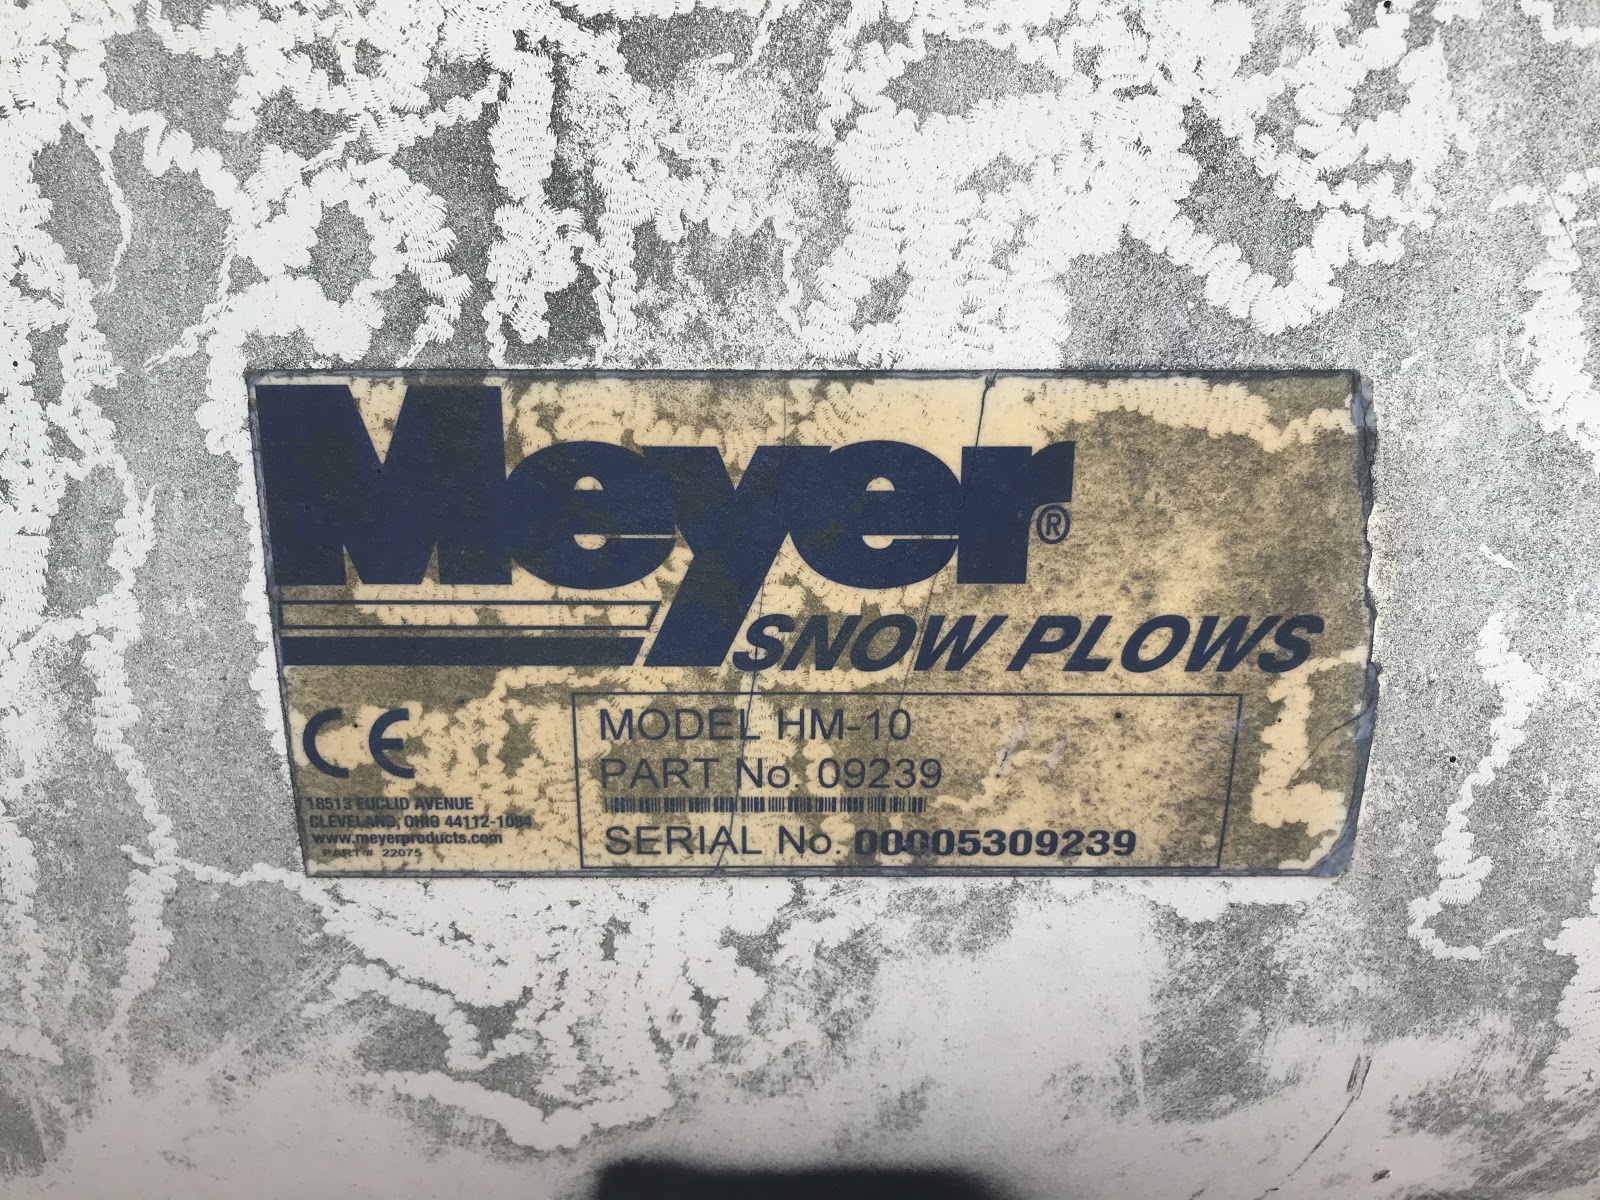 Meyer®
SNOW PLOWS
CE
MODEL HM-10
PART No. 09239
SERIAL No. 00005309239
18513 EUCLID AVENUE
CLEVELAND, OHIO 44112-1084
www.meyerproducts.com
PART# 22075